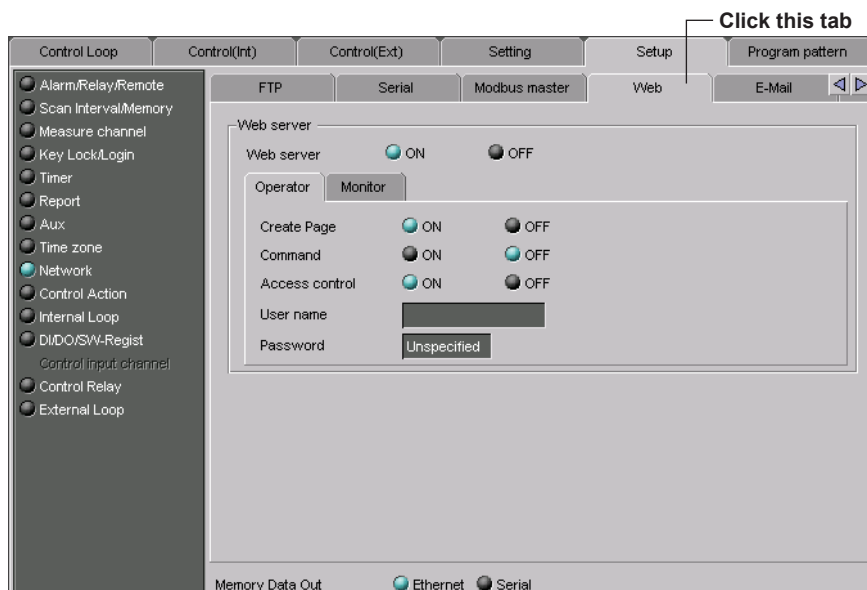 Click this tab
Control Loop Control(Int) Control(Ext) Setting Setup Program pattern
Alarm/Relay/Remote
Scan Interval/Memory
Measure channel
Key Lock/Login
Timer
Report
Aux
Time zone
Network
Control Action
Internal Loop
DI/DO/SW-Regist
Control input channel
Control Relay
External Loop
FTP Serial Modbus master Web E-Mail
Web server
Web server ON OFF
Operator Monitor
Create Page ON OFF
Command ON OFF
Access control ON OFF
User name
Password Unspecified
Memory Data Out Ethernet Serial